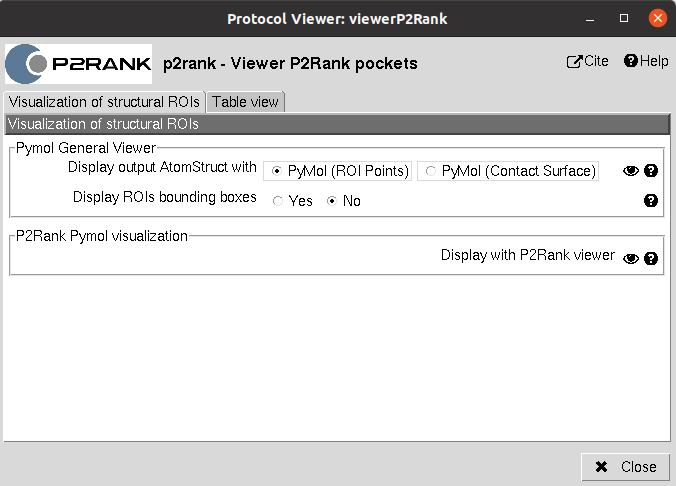 Protocol Viewer: viewerP2Rank
P2RANK p2rank - Viewer P2Rank pockets Cite Help
Visualization of structural ROIs Table view
Visualization of structural ROIs
Pymol General Viewer
Display output AtomStruct with PyMol (ROI Points) PyMol (Contact Surface)
Display ROIs bounding boxes Yes No
P2Rank Pymol visualization
Display with P2Rank viewer
Close